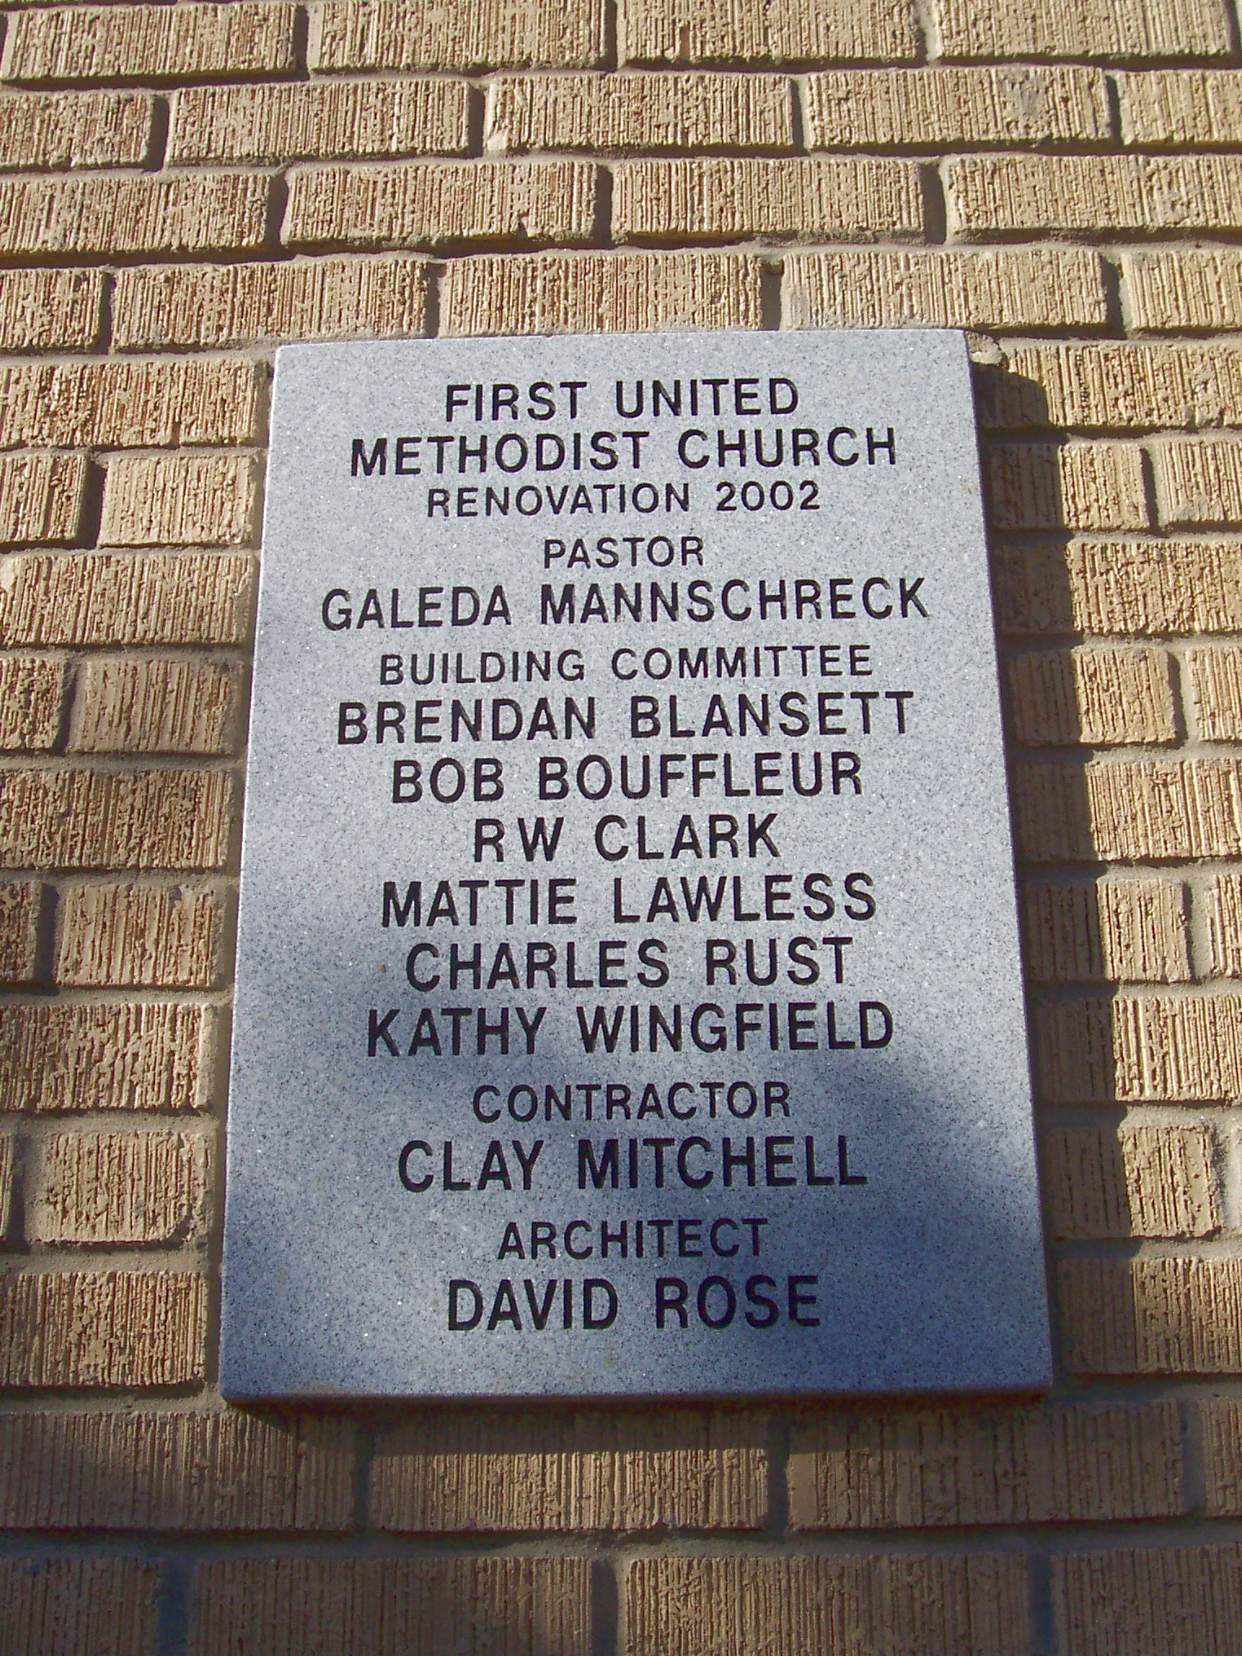 FIRST UNITED
METHODIST CHURCH
RENOVATION 2002
PASTOR
GALEDA MANNSCHRECK
BUILDING COMMITTEE
BRENDAN BLANSETT
BOB BOUFFLEUR
RW CLARK
MATTIE LAWLESS
CHARLES RUST
KATHY WINGFIELD
CONTRACTOR
CLAY MITCHELL
ARCHITECT
DAVID ROSE